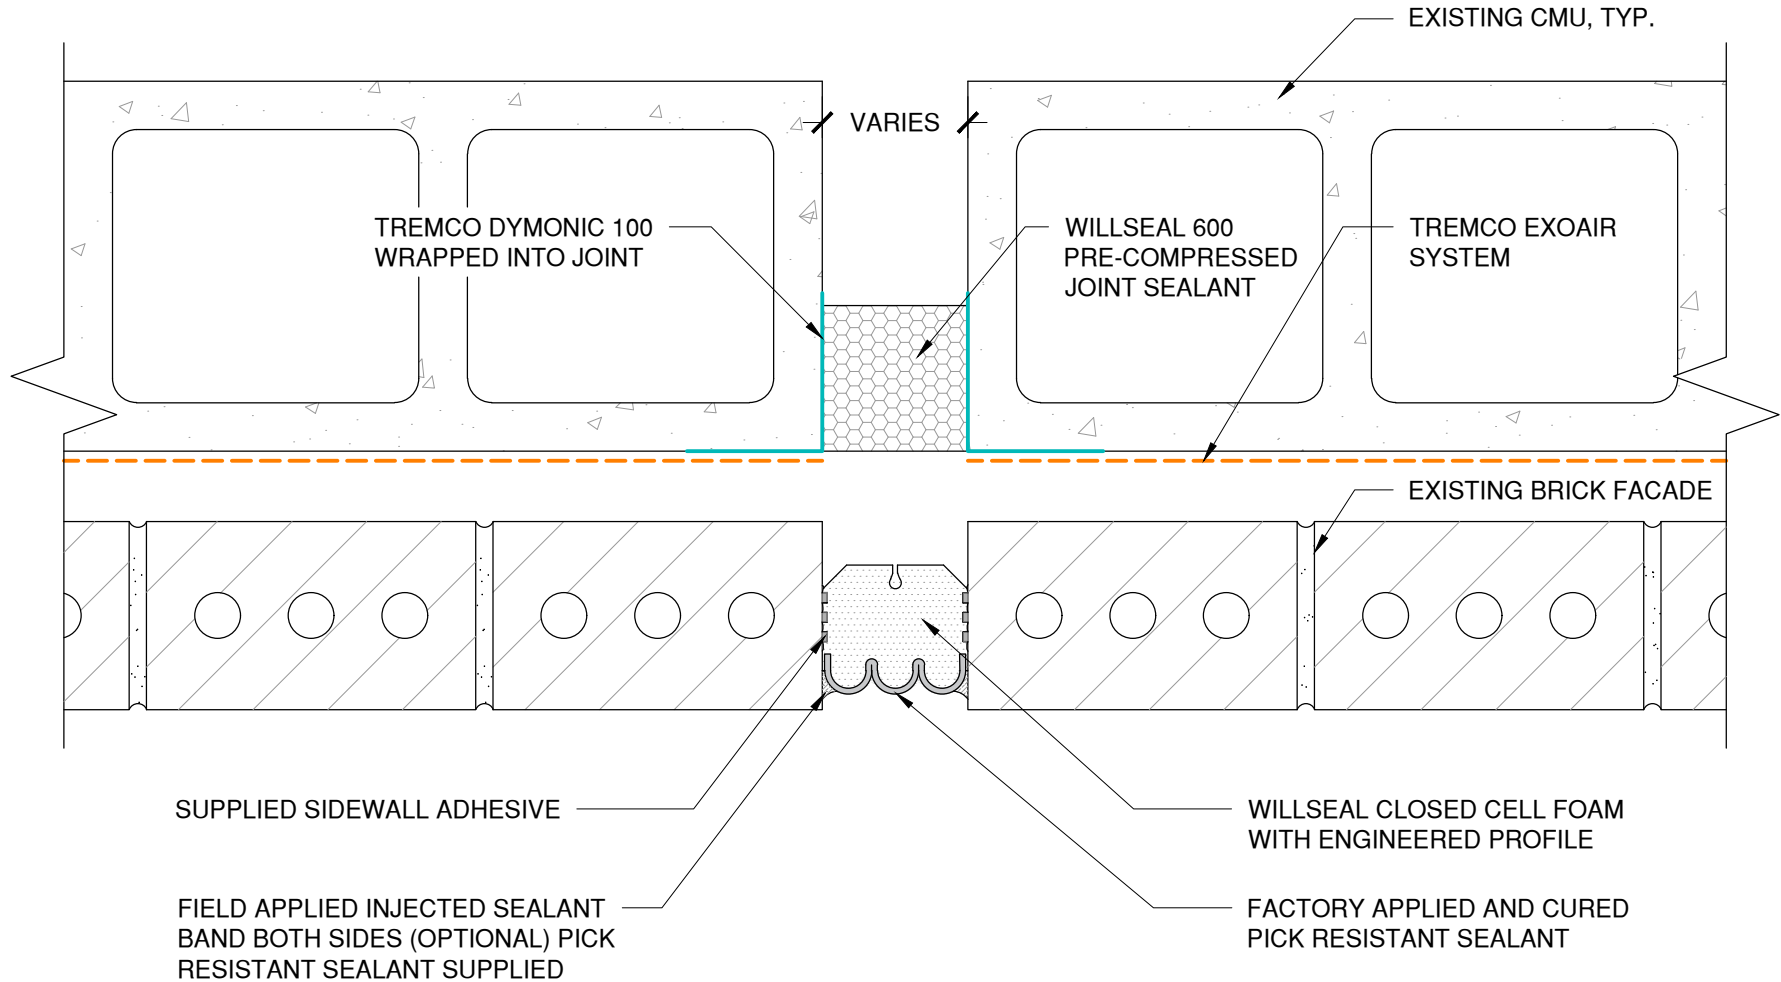 EXISTING CMU, TYP.
VARIES
TREMCO DYMONIC 100
WRAPPED INTO JOINT
WILLSEAL 600
PRE-COMPRESSED
JOINT SEALANT
TREMCO EXOAIR
SYSTEM
EXISTING BRICK FACADE
SUPPLIED SIDEWALL ADHESIVE
WILLSEAL CLOSED CELL FOAM
WITH ENGINEERED PROFILE
FIELD APPLIED INJECTED SEALANT
BAND BOTH SIDES (OPTIONAL) PICK
RESISTANT SEALANT SUPPLIED
FACTORY APPLIED AND CURED
PICK RESISTANT SEALANT